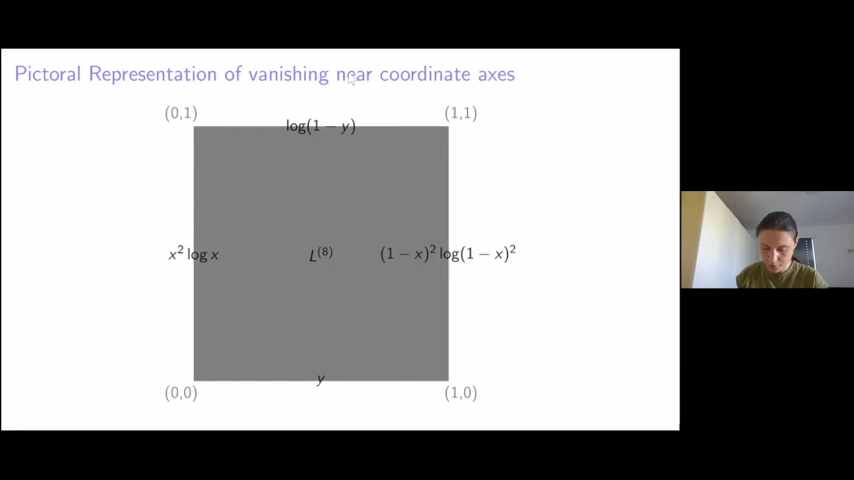 Pictoral Representation of vanishing near coordinate axes
(0,1) (1,1)
log(1 − y)
x² log x L⁽⁸⁾ (1 − x)² log(1 − x)²
y
(0,0) (1,0)